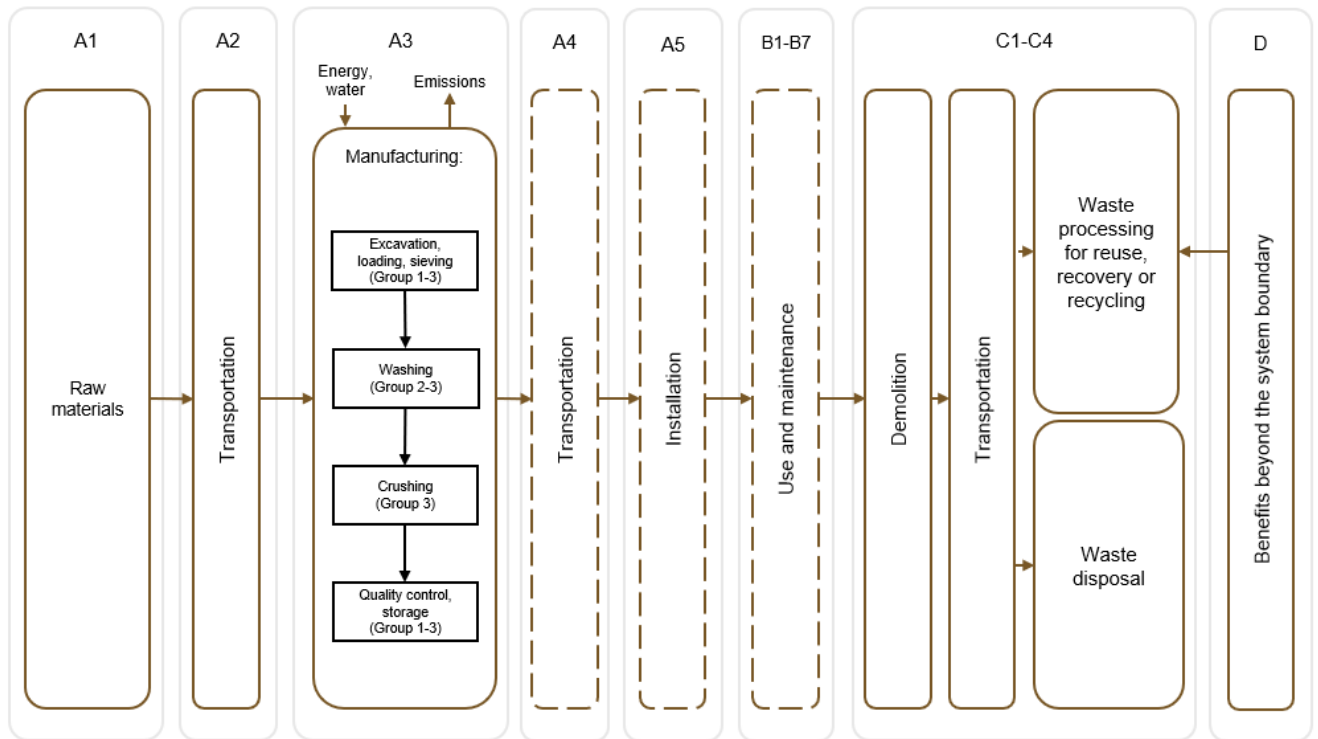 A1
A2
A3
A4
A5
B1-B7
C1-C4
D
Energy,
water
Emissions
Raw
materials
Transportation
Manufacturing:
Excavation,
loading, sieving
(Group 1-3)
Washing
(Group 2-3)
Crushing
(Group 3)
Quality control,
storage
(Group 1-3)
Transportation
Installation
Use and maintenance
Demolition
Transportation
Waste
processing
for reuse,
recovery or
recycling
Waste
disposal
Benefits beyond the system boundary